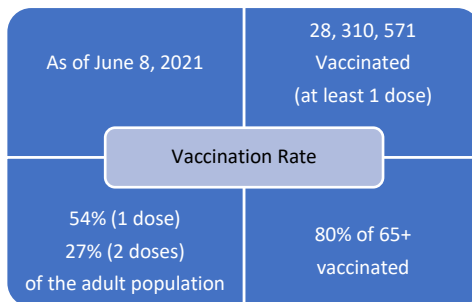 As of June 8, 2021
28, 310, 571
Vaccinated
(at least 1 dose)
Vaccination Rate
54% (1 dose)
27% (2 doses)
of the adult population
80% of 65+
vaccinated